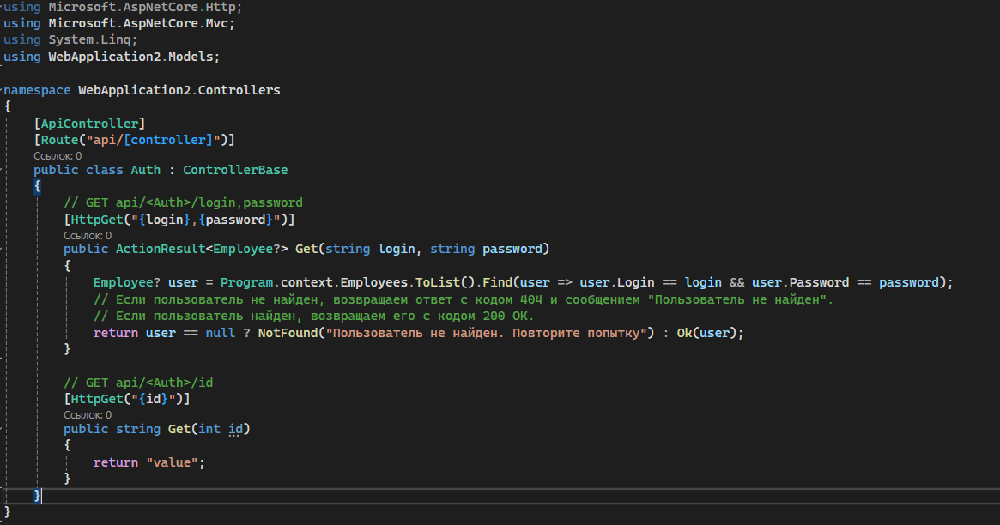 using Microsoft.AspNetCore.Http;
using Microsoft.AspNetCore.Mvc;
using System.Linq;
using WebApplication2.Models;
namespace WebApplication2.Controllers
{
[ApiController]
[Route("api/[controller]")]
Ссылок: 0
public class Auth : ControllerBase
{
// GET api/<Auth>/login,password
[HttpGet("{login},{password}")]
Ссылок: 0
public ActionResult<Employee?> Get(string login, string password)
{
Employee? user = Program.context.Employees.ToList().Find(user => user.Login == login && user.Password == password);
// Если пользователь не найден, возвращаем ответ с кодом 404 и сообщением "Пользователь не найден".
// Если пользователь найден, возвращаем его с кодом 200 ОК.
return user == null ? NotFound("Пользователь не найден. Повторите попытку") : Ok(user);
}
// GET api/<Auth>/id
[HttpGet("{id}")]
Ссылок: 0
public string Get(int id)
{
return "value";
}
}
}